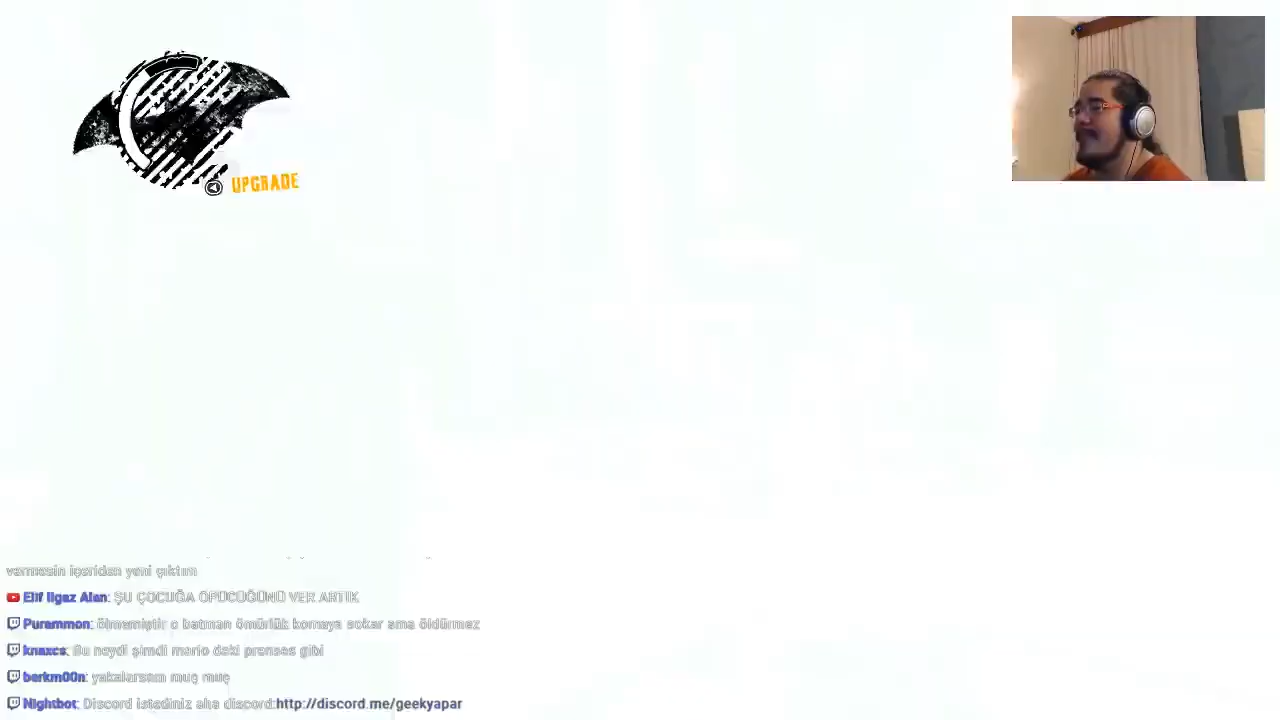 UPGRADE
vermesin içeriden yeni çıktım
Elif Ilgaz Alan: ŞU ÇOCUĞA ÖPÜCÜĞÜNÜ VER ARTIK
Purammon: ölmemiştir o batman ömürlük komaya sokar ama öldürmez
knaxcs: Bu neydi şimdi mario daki prenses gibi
berkm00n: yakalarsam muç muç
Nightbot: Discord istediniz aha discord:http://discord.me/geekyapar